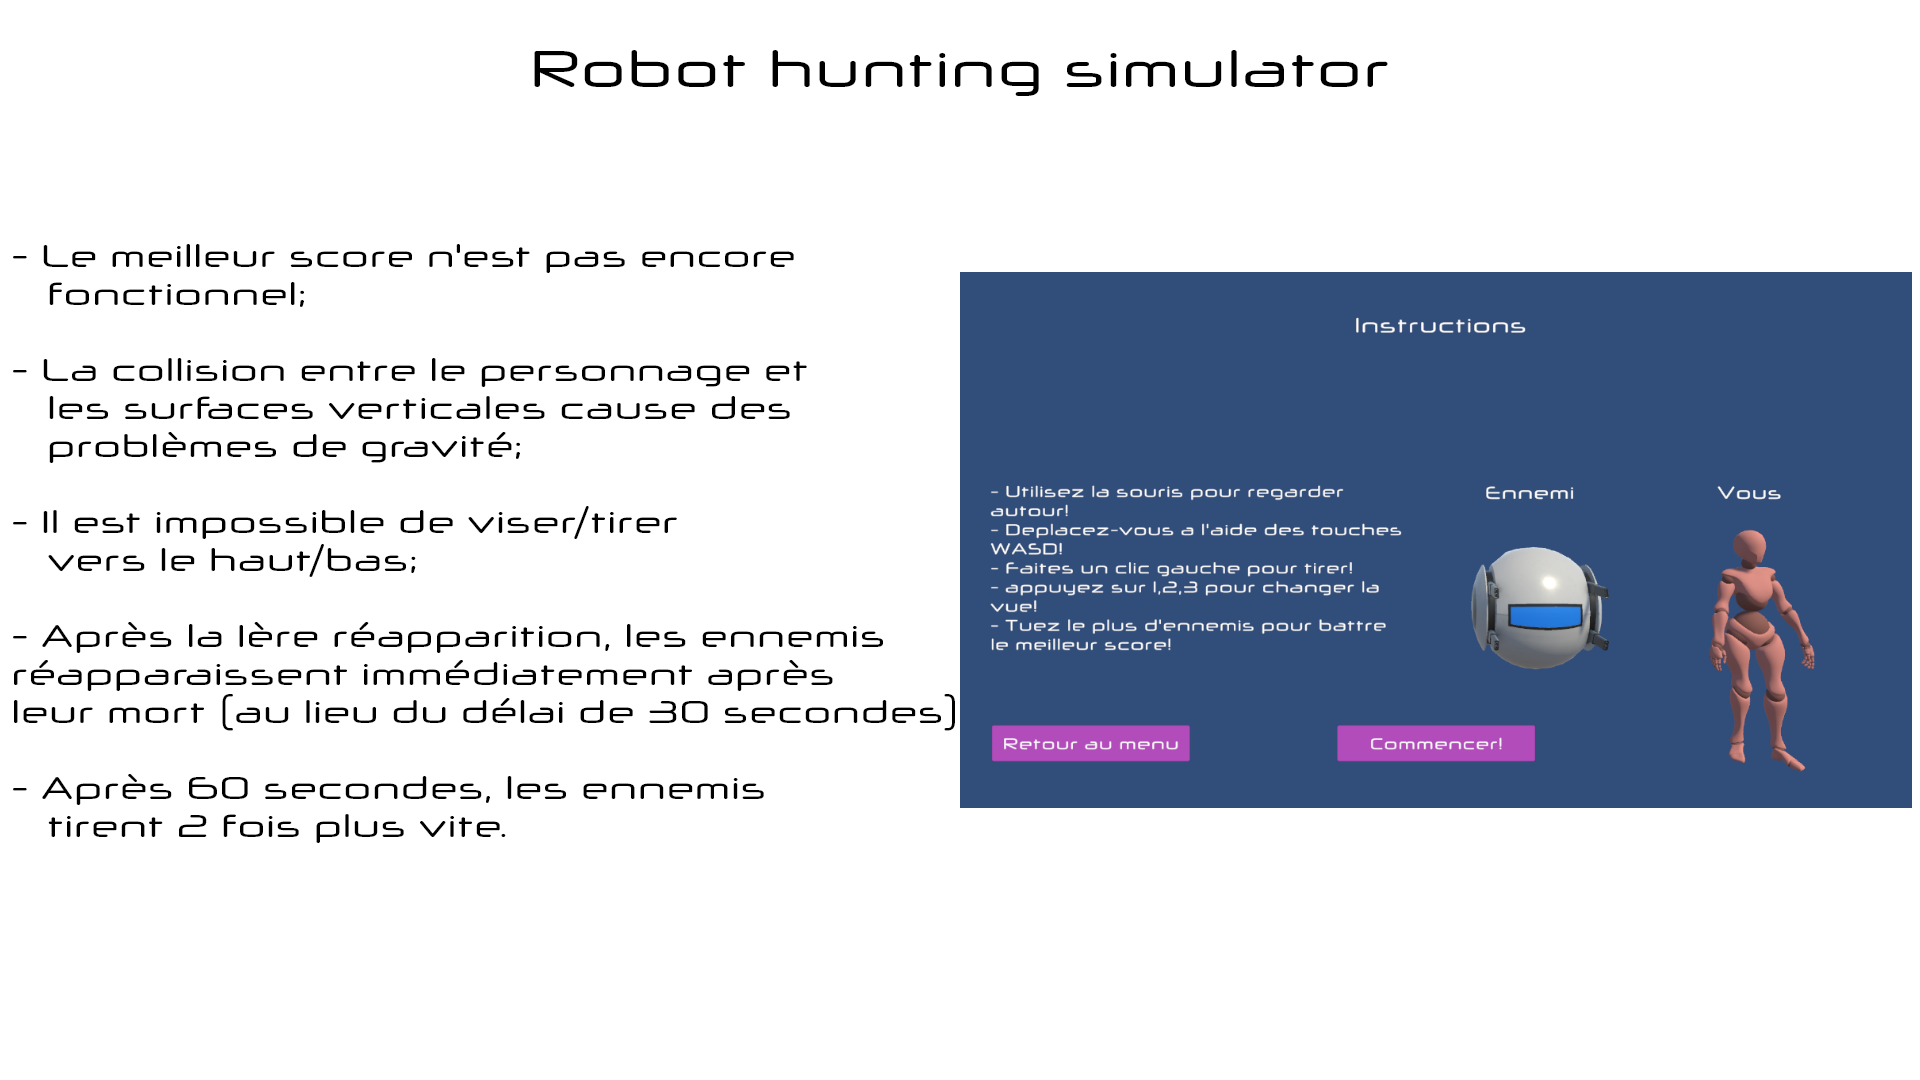 Robot hunting simulator
- Le meilleur score n'est pas encore
fonctionnel;
- La collision entre le personnage et
les surfaces verticales cause des
problèmes de gravité;
- Il est impossible de viser/tirer
vers le haut/bas;
- Après la 1ère réapparition, les ennemis
réapparaissent immédiatement après
leur mort (au lieu du délai de 30 secondes)
- Après 60 secondes, les ennemis
tirent 2 fois plus vite.
Instructions
- Utilisez la souris pour regarder
autour!
- Deplacez-vous a l'aide des touches
WASD!
- Faites un clic gauche pour tirer!
- appuyez sur 1,2,3 pour changer la
vue!
- Tuez le plus d'ennemis pour battre
le meilleur score!
Ennemi
Vous
Retour au menu
Commencer!